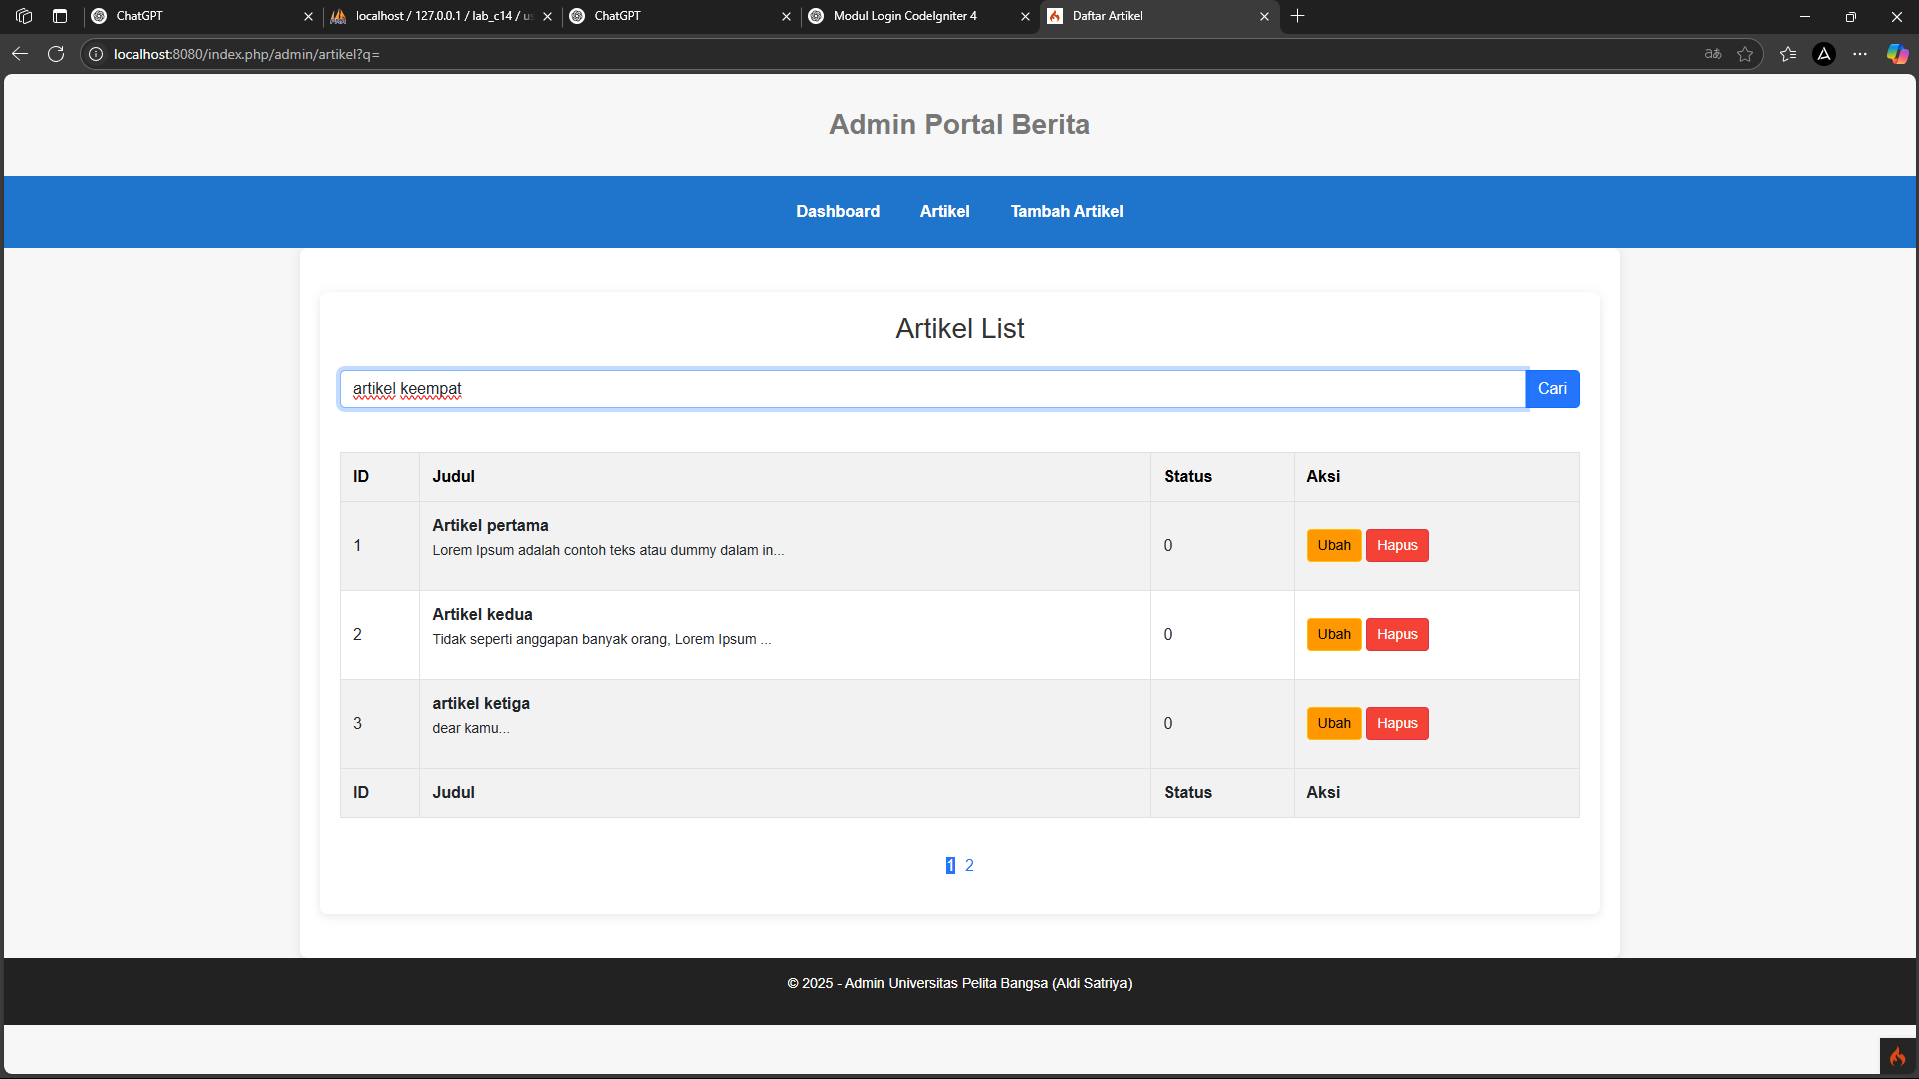 ChatGPT
localhost / 127.0.0.1 / lab_c14 / u
ChatGPT
Modul Login CodeIgniter 4
Daftar Artikel
localhost:8080/index.php/admin/artikel?q=
Admin Portal Berita
Dashboard Artikel Tambah Artikel
Artikel List
artikel keempat
Cari
ID Judul Status Aksi
1 Artikel pertama 0 Ubah Hapus
Lorem Ipsum adalah contoh teks atau dummy dalam in...
2 Artikel kedua 0 Ubah Hapus
Tidak seperti anggapan banyak orang, Lorem Ipsum ...
3 artikel ketiga 0 Ubah Hapus
dear kamu...
ID Judul Status Aksi
1 2
© 2025 - Admin Universitas Pelita Bangsa (Aldi Satriya)